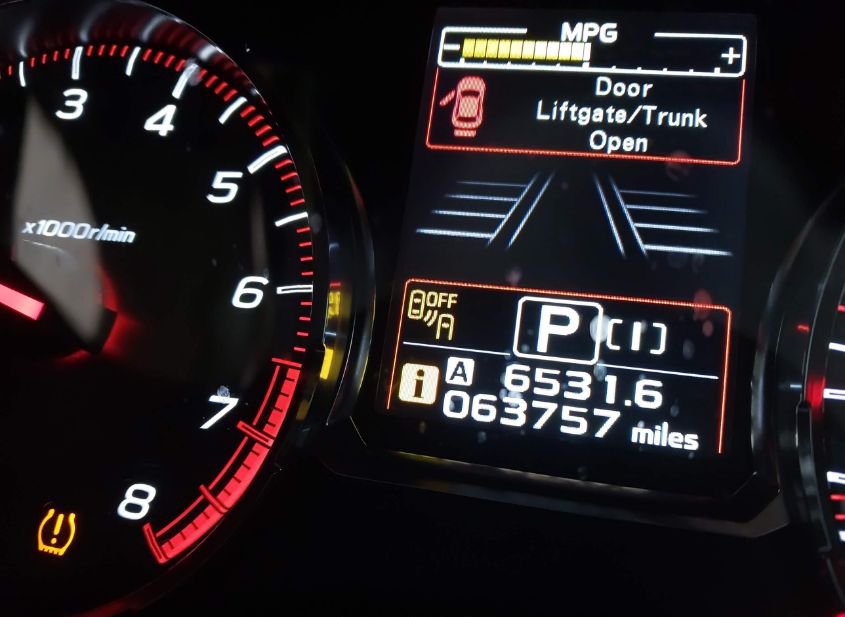 3
4
5
x1000r/min
6
7
8
MPG
- +
Door
Liftgate/Trunk
Open
OFF
P [I]
i A 6531.6
063757 miles